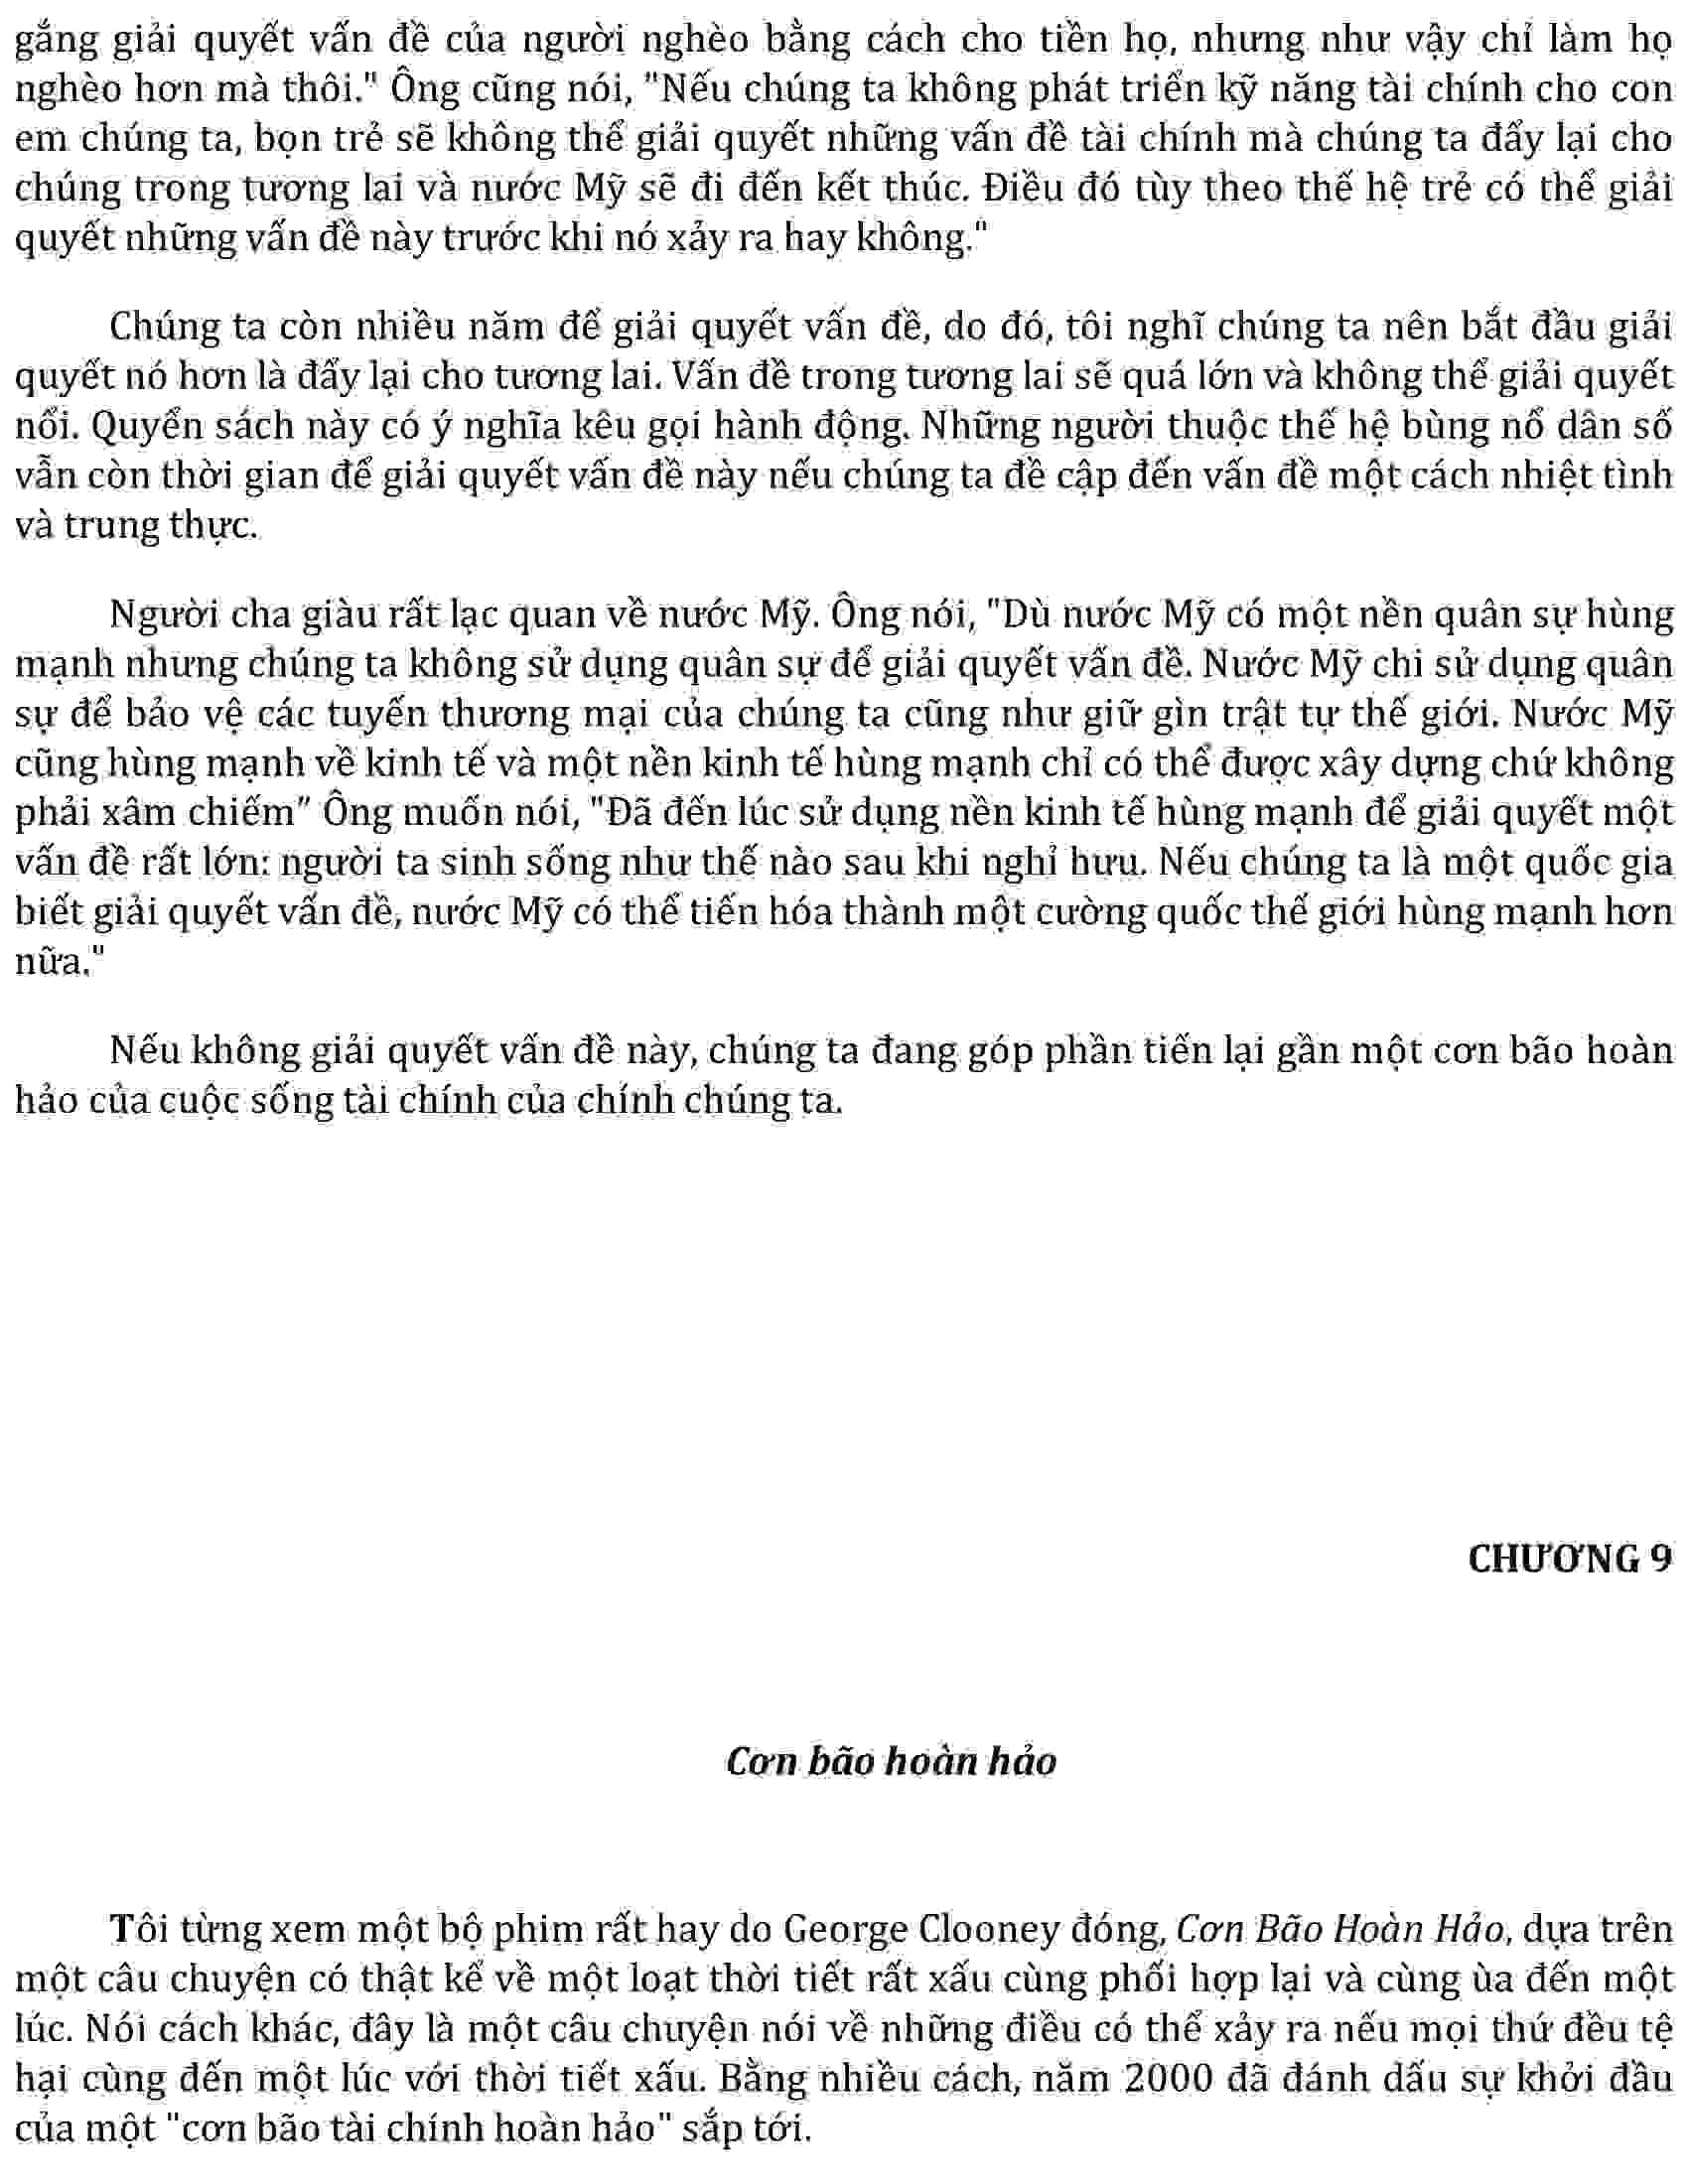 gắng giải quyết vấn đề của người nghèo bằng cách cho tiền họ, nhưng như vậy chỉ làm họ
nghèo hơn mà thôi." Ông cũng nói, "Nếu chúng ta không phát triển kỹ năng tài chính cho con
em chúng ta, bọn trẻ sẽ không thể giải quyết những vấn đề tài chính mà chúng ta đẩy lại cho
chúng trong tương lai và nước Mỹ sẽ đi đến kết thúc. Điều đó tùy theo thế hệ trẻ có thể giải
quyết những vấn đề này trước khi nó xảy ra hay không."
Chúng ta còn nhiều năm để giải quyết vấn đề, do đó, tôi nghĩ chúng ta nên bắt đầu giải
quyết nó hơn là đẩy lại cho tương lai. Vấn đề trong tương lai sẽ quá lớn và không thể giải quyết
nổi. Quyển sách này có ý nghĩa kêu gọi hành động. Những người thuộc thế hệ bùng nổ dân số
vẫn còn thời gian để giải quyết vấn đề này nếu chúng ta đề cập đến vấn đề một cách nhiệt tình
và trung thực.
Người cha giàu rất lạc quan về nước Mỹ. Ông nói, "Dù nước Mỹ có một nền quân sự hùng
mạnh nhưng chúng ta không sử dụng quân sự để giải quyết vấn đề. Nước Mỹ chi sử dụng quân
sự để bảo vệ các tuyến thương mại của chúng ta cũng như giữ gìn trật tự thế giới. Nước Mỹ
cũng hùng mạnh về kinh tế và một nền kinh tế hùng mạnh chỉ có thể được xây dựng chứ không
phải xâm chiếm" Ông muốn nói, "Đã đến lúc sử dụng nền kinh tế hùng mạnh để giải quyết một
vấn đề rất lớn: người ta sinh sống như thế nào sau khi nghỉ hưu. Nếu chúng ta là một quốc gia
biết giải quyết vấn đề, nước Mỹ có thể tiến hóa thành một cường quốc thế giới hùng mạnh hơn
nữa."
Nếu không giải quyết vấn đề này, chúng ta đang góp phần tiến lại gần một cơn bão hoàn
hảo của cuộc sống tài chính của chính chúng ta.
CHƯƠNG 9
Cơn bão hoàn hảo
Tôi từng xem một bộ phim rất hay do George Clooney đóng, Cơn Bão Hoàn Hảo, dựa trên
một câu chuyện có thật kể về một loạt thời tiết rất xấu cùng phối hợp lại và cùng ùa đến một
lúc. Nói cách khác, đây là một câu chuyện nói về những điều có thể xảy ra nếu mọi thứ đều tệ
hại cùng đến một lúc với thời tiết xấu. Bằng nhiều cách, năm 2000 đã đánh dấu sự khởi đầu
của một "cơn bão tài chính hoàn hảo" sắp tới.